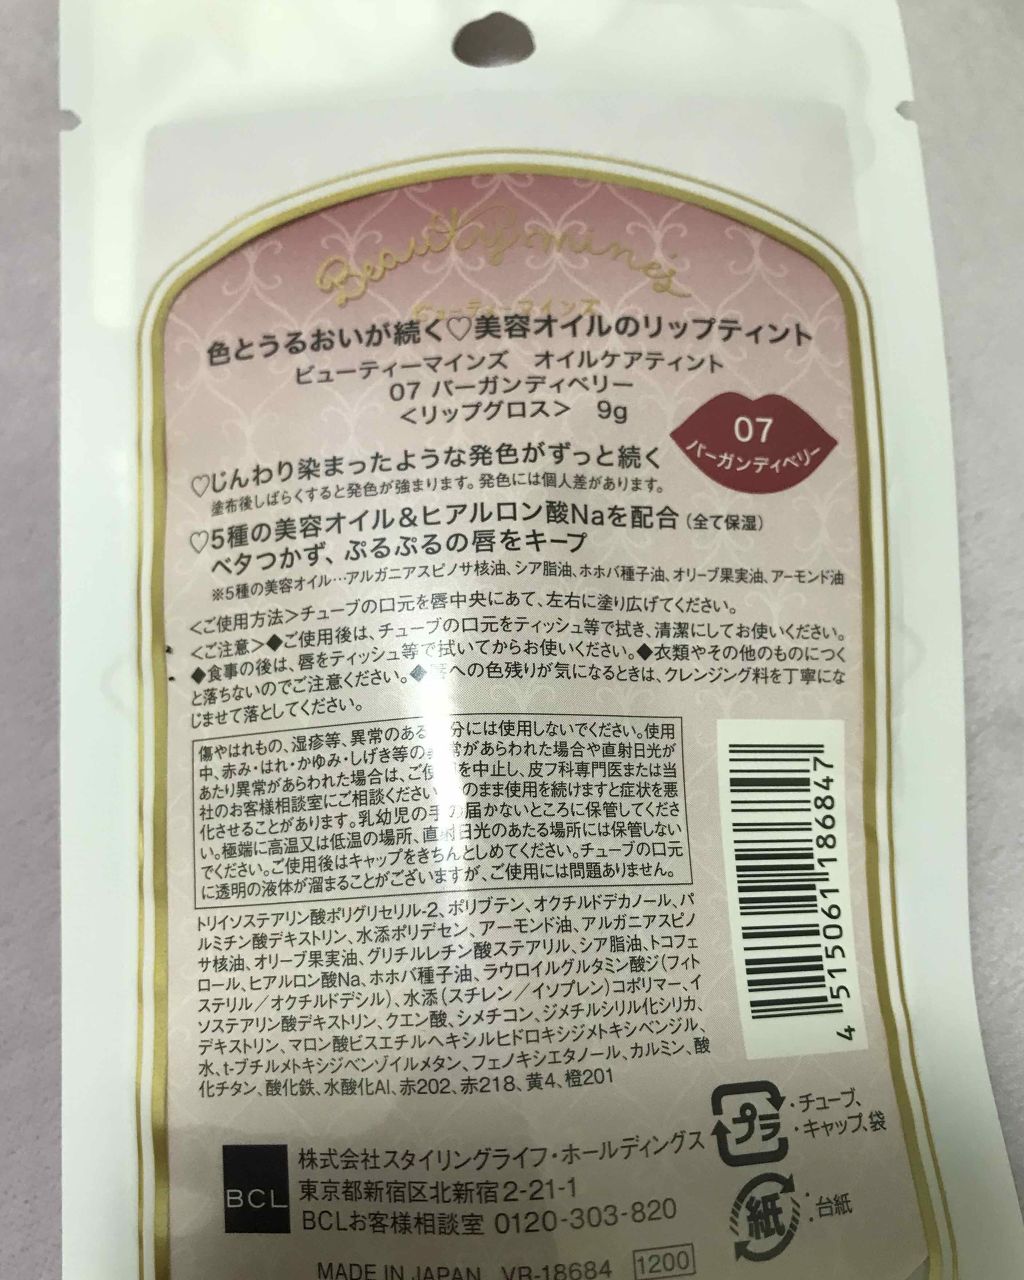 Beauty mine's
ビューティーマインズ
色とうるおいが続く♡美容オイルのリップティント
ビューティーマインズ　オイルケアティント
07 バーガンディベリー
＜リップグロス＞　9g
07
バーガンディベリー
♡じんわり染まったような発色がずっと続く
塗布後しばらくすると発色が強まります。発色には個人差があります。
♡5種の美容オイル＆ヒアルロン酸Naを配合（全て保湿）
ベタつかず、ぷるぷるの唇をキープ
※5種の美容オイル…アルガニアスピノサ核油、シア脂油、ホホバ種子油、オリーブ果実油、アーモンド油
＜ご使用方法＞チューブの口元を唇中央にあて、左右に塗り広げてください。
＜ご注意＞◆ご使用後は、チューブの口元をティッシュ等で拭き、清潔にしてお使いください。
◆食事の後は、唇をティッシュ等で拭いてからお使いください。◆衣類やその他のものにつく
と落ちないのでご注意ください。◆ への色残りが気になるときは、クレンジング料を丁寧にな
じませて落としてください。
傷やはれもの、湿疹等、異常のある 分には使用しないでください。使用
中、赤み・はれ・かゆみ・しげき等の 常があらわれた場合や直射日光が
あたり異常があらわれた場合は、ご使 を中止し、皮フ科専門医または当
社のお客様相談室にご相談ください のまま使用を続けますと症状を悪
化させることがあります。乳幼児の手の届かないところに保管してくださ
い。極端に高温又は低温の場所、直射日光のあたる場所には保管しない
でください。ご使用後はキャップをきちんとしめてください。チューブの口元
に透明の液体が溜まることがございますが、ご使用には問題ありません。
トリイソステアリン酸ポリグリセリル-2、ポリブテン、オクチルドデカノール、パ
ルミチン酸デキストリン、水添ポリデセン、アーモンド油、アルガニアスピノ
サ核油、オリーブ果実油、グリチルレチン酸ステアリル、シア脂油、トコフェ
ロール、ヒアルロン酸Na、ホホバ種子油、ラウロイルグルタミン酸ジ（フィト
ステリル／オクチルドデシル）、水添（スチレン／イソプレン）コポリマー、イ
ソステアリン酸デキストリン、クエン酸、シメチコン、ジメチルシリル化シリカ、
デキストリン、マロン酸ビスエチルヘキシルヒドロキシジメトキシベンジル、
水、t-ブチルメトキシジベンゾイルメタン、フェノキシエタノール、カルミン、酸
化チタン、酸化鉄、水酸化Al、赤202、赤218、黄4、橙201
4 515061 186847
プラ
・チューブ、
・キャップ、袋
紙
：台紙
BCL
株式会社スタイリングライフ・ホールディングス
東京都新宿区北新宿2-21-1
BCLお客様相談室 0120-303-820
MADE IN JAPAN　VR-18684　1200